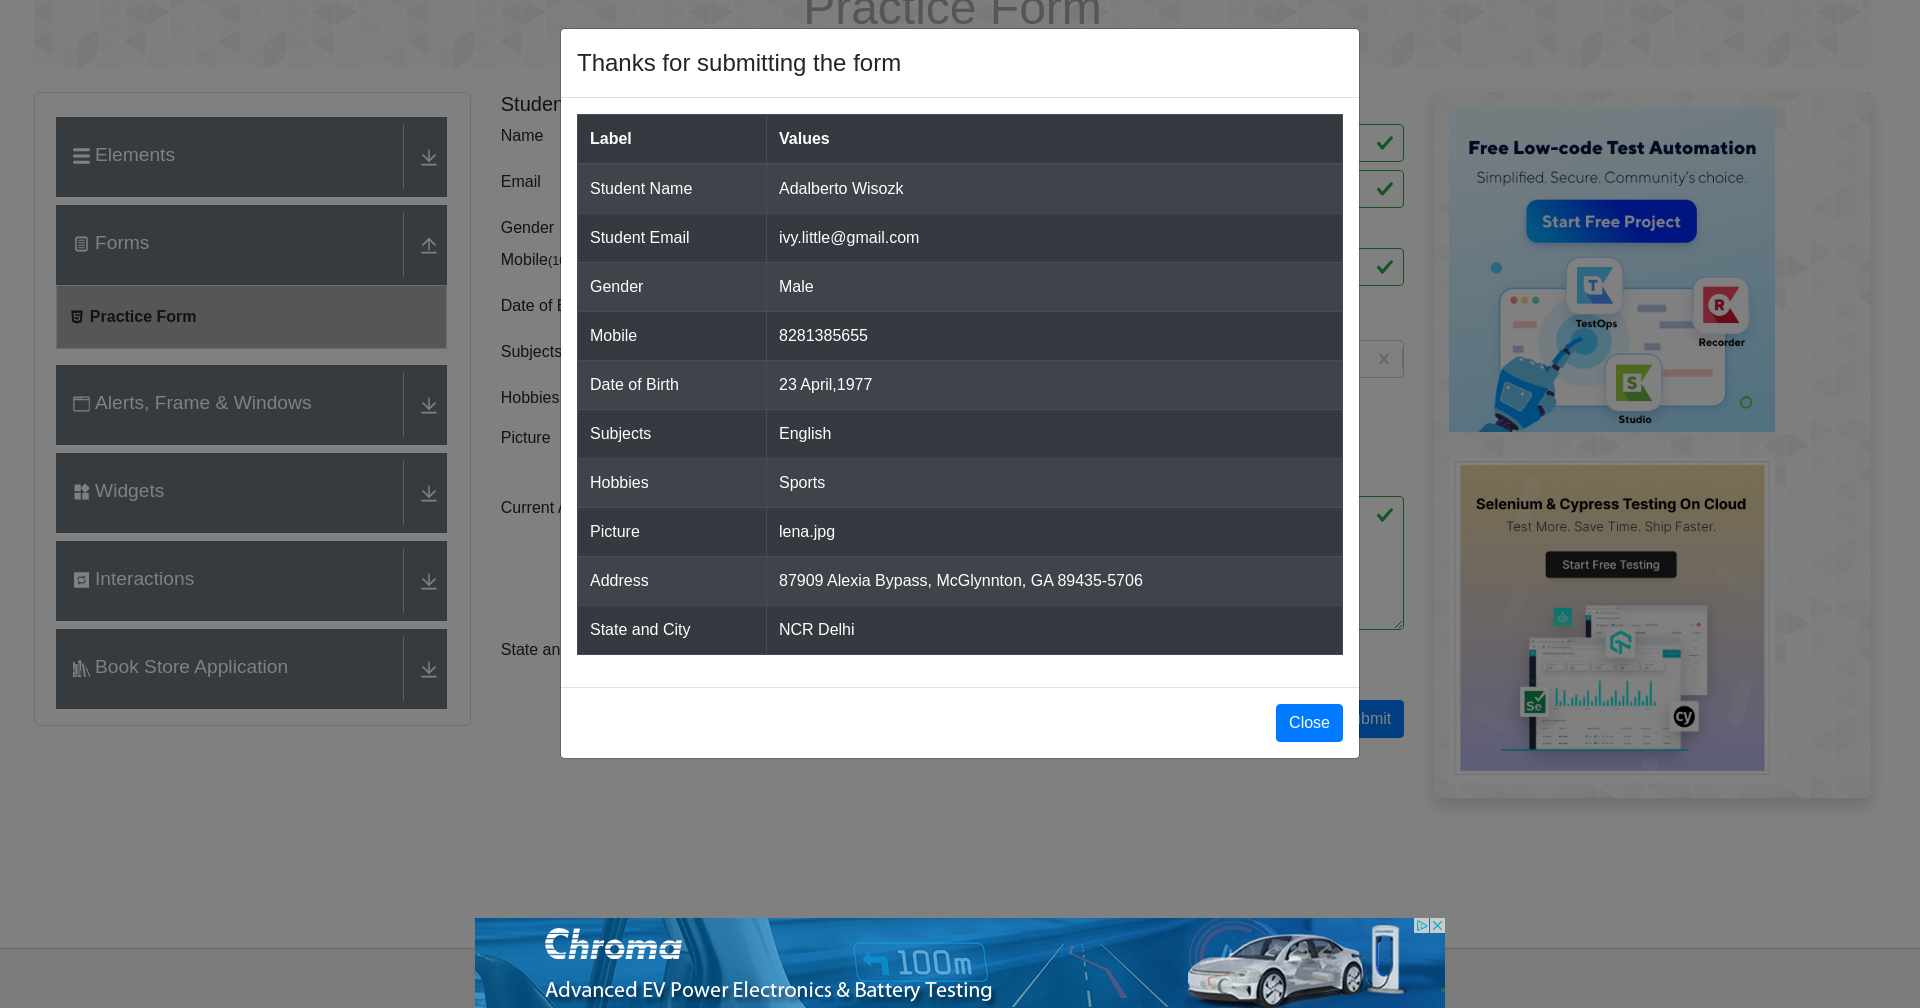 Practice Form
Thanks for submitting the form
Label Values
Student Name Adalberto Wisozk
Student Email ivy.little@gmail.com
Gender Male
Mobile 8281385655
Date of Birth 23 April,1977
Subjects English
Hobbies Sports
Picture lena.jpg
Address 87909 Alexia Bypass, McGlynnton, GA 89435-5706
State and City NCR Delhi
Close
Elements
Forms
Practice Form
Alerts, Frame & Windows
Widgets
Interactions
Book Store Application
Name
Email
Gender
Mobile
Date of
Subjects
Hobbies
Picture
Current
Free Low-code Test Automation
Simplified. Secure. Community's choice.
Start Free Project
TestOps
Recorder
Studio
Selenium & Cypress Testing On Cloud
Test More. Save Time. Ship Faster.
Start Free Testing
Se
cy
Chroma
100m
Advanced EV Power Electronics & Battery Testing